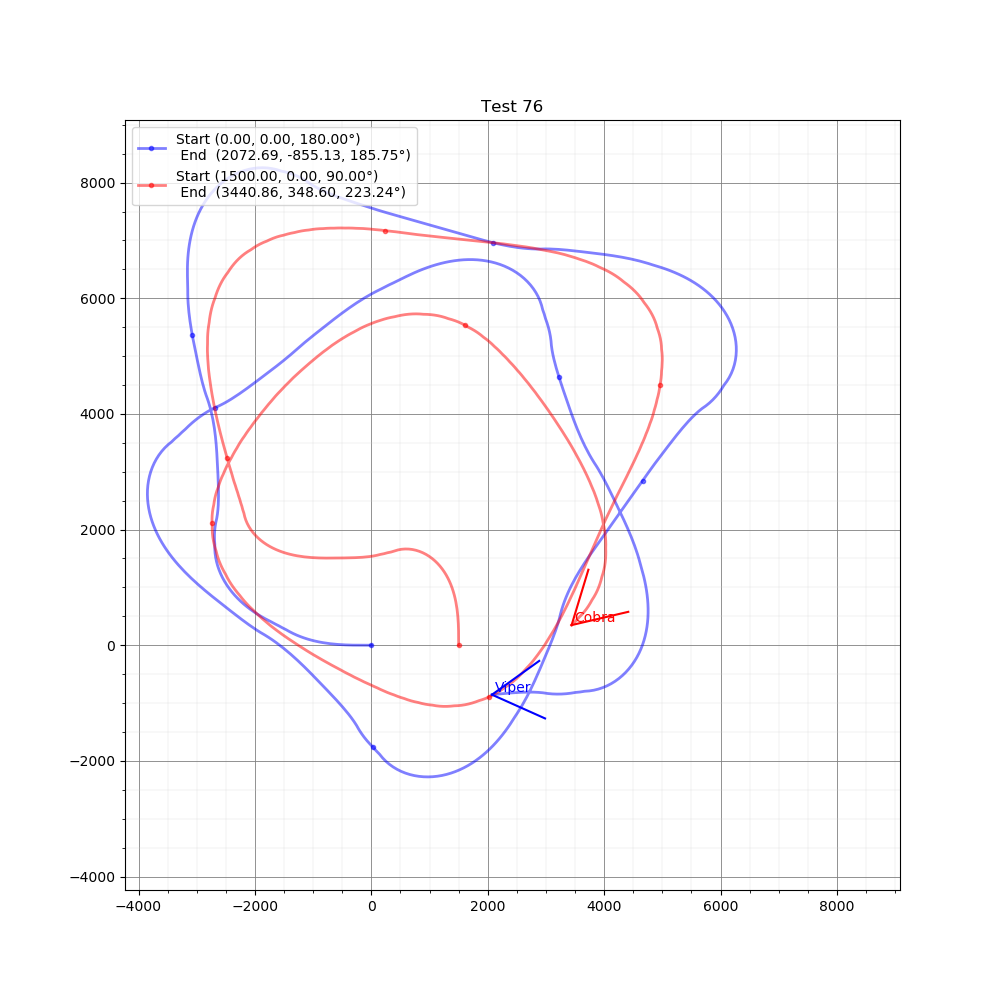 Test 76
Start (0.00, 0.00, 180.00°)
End (2072.69, -855.13, 185.75°)
Start (1500.00, 0.00, 90.00°)
End (3440.86, 348.60, 223.24°)
8000
6000
4000
2000
0
−2000
−4000
Cobra
Viper
−4000 −2000 0 2000 4000 6000 8000